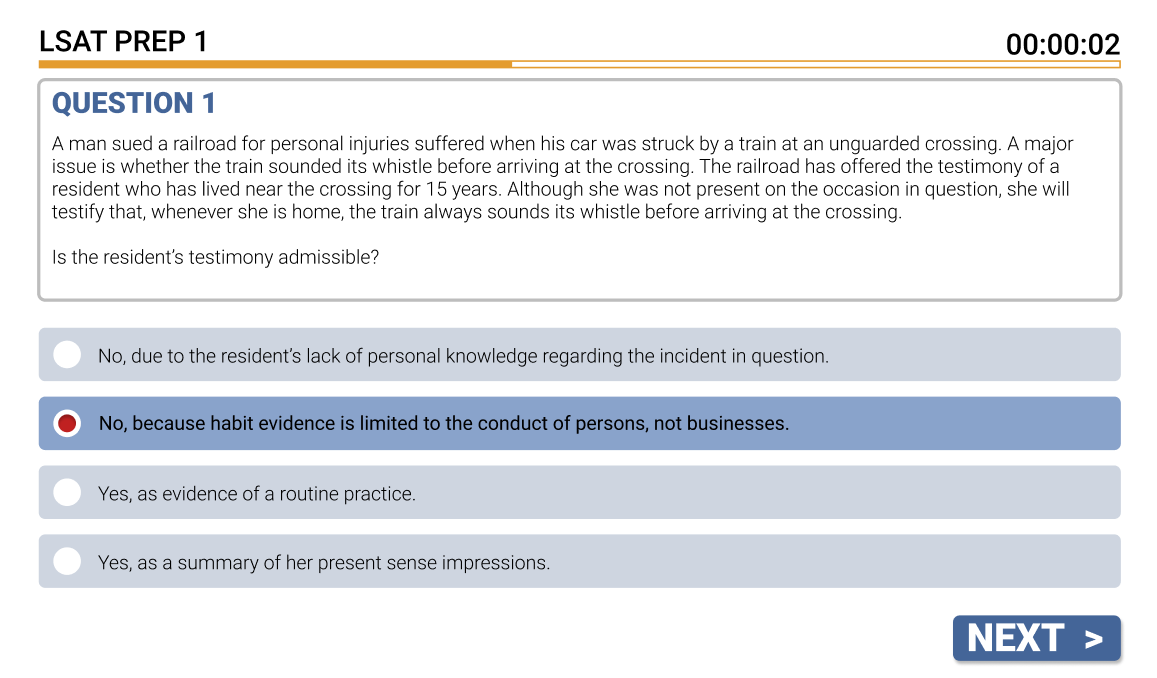 LSAT PREP 1
00:00:02
QUESTION 1
A man sued a railroad for personal injuries suffered when his car was struck by a train at an unguarded crossing. A major
issue is whether the train sounded its whistle before arriving at the crossing. The railroad has offered the testimony of a
resident who has lived near the crossing for 15 years. Although she was not present on the occasion in question, she will
testify that, whenever she is home, the train always sounds its whistle before arriving at the crossing.
Is the resident’s testimony admissible?
No, due to the resident’s lack of personal knowledge regarding the incident in question.
No, because habit evidence is limited to the conduct of persons, not businesses.
Yes, as evidence of a routine practice.
Yes, as a summary of her present sense impressions.
NEXT >